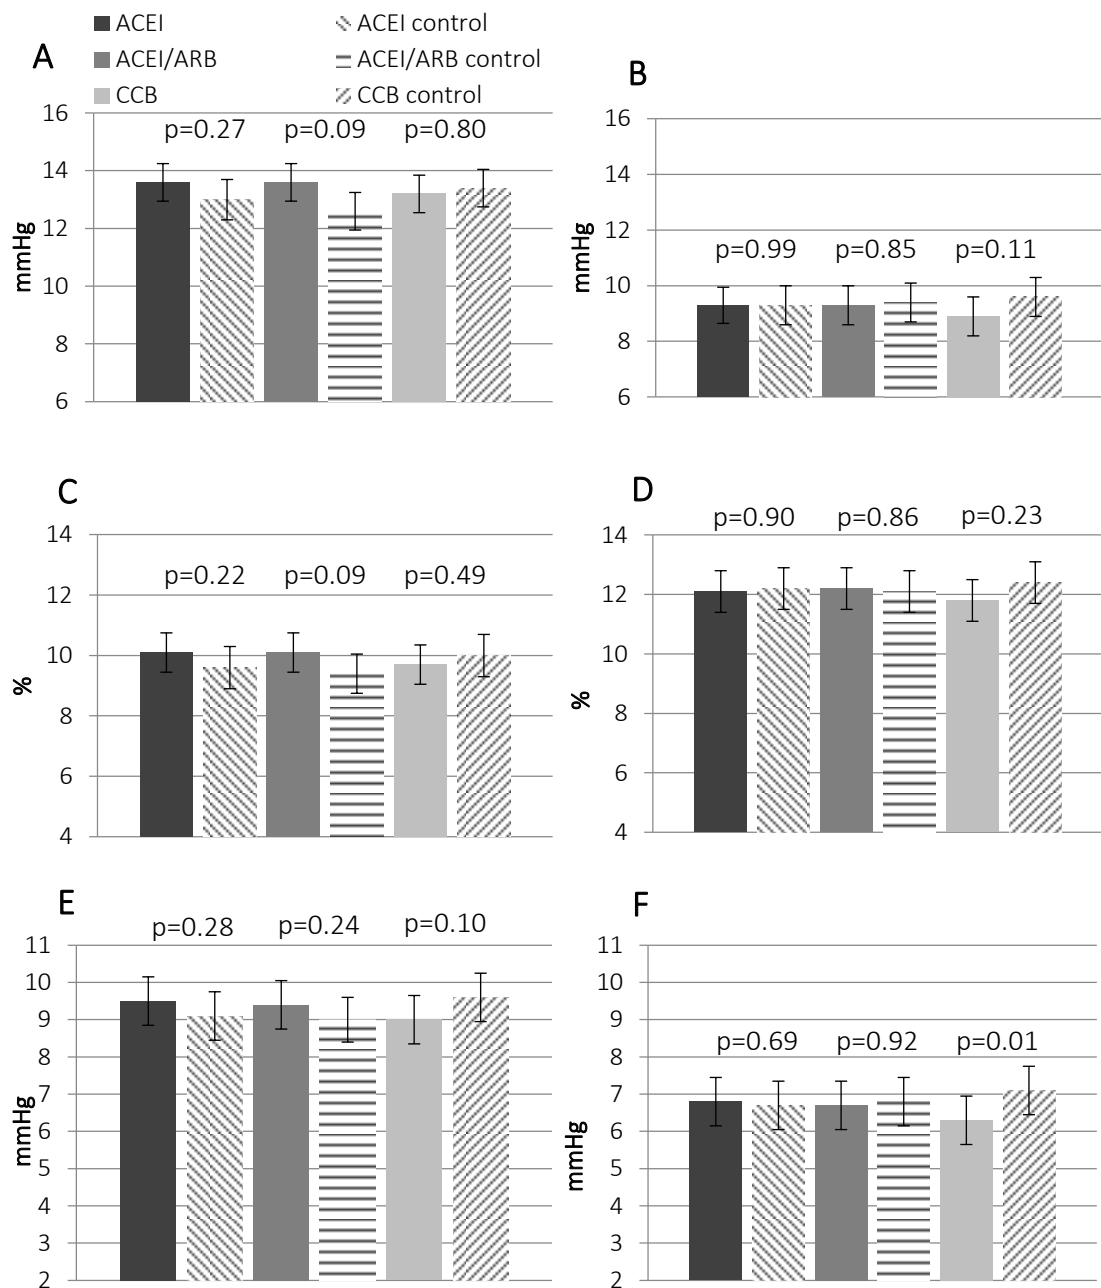 ACEI ACEI control
ACEI/ARB ACEI/ARB control
CCB CCB control
A
16
14
12
10
8
6
mmHg
p=0.27 p=0.09 p=0.80
B
16
14
12
10
8
6
mmHg
p=0.99 p=0.85 p=0.11
C
14
12
10
8
6
4
%
p=0.22 p=0.09 p=0.49
D
14
12
10
8
6
4
%
p=0.90 p=0.86 p=0.23
E
11
10
9
8
7
6
5
4
3
2
mmHg
p=0.28 p=0.24 p=0.10
F
11
10
9
8
7
6
5
4
3
2
mmHg
p=0.69 p=0.92 p=0.01